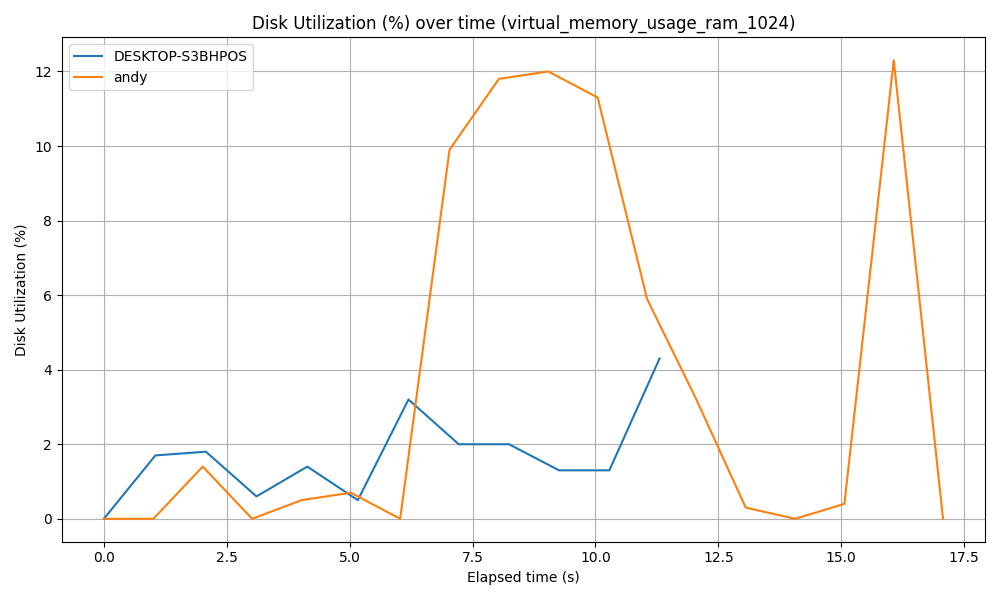 Disk Utilization (%) over time (virtual_memory_usage_ram_1024)
DESKTOP-S3BHPOS
andy
Disk Utilization (%)
12
10
8
6
4
2
0
0.0 2.5 5.0 7.5 10.0 12.5 15.0 17.5
Elapsed time (s)